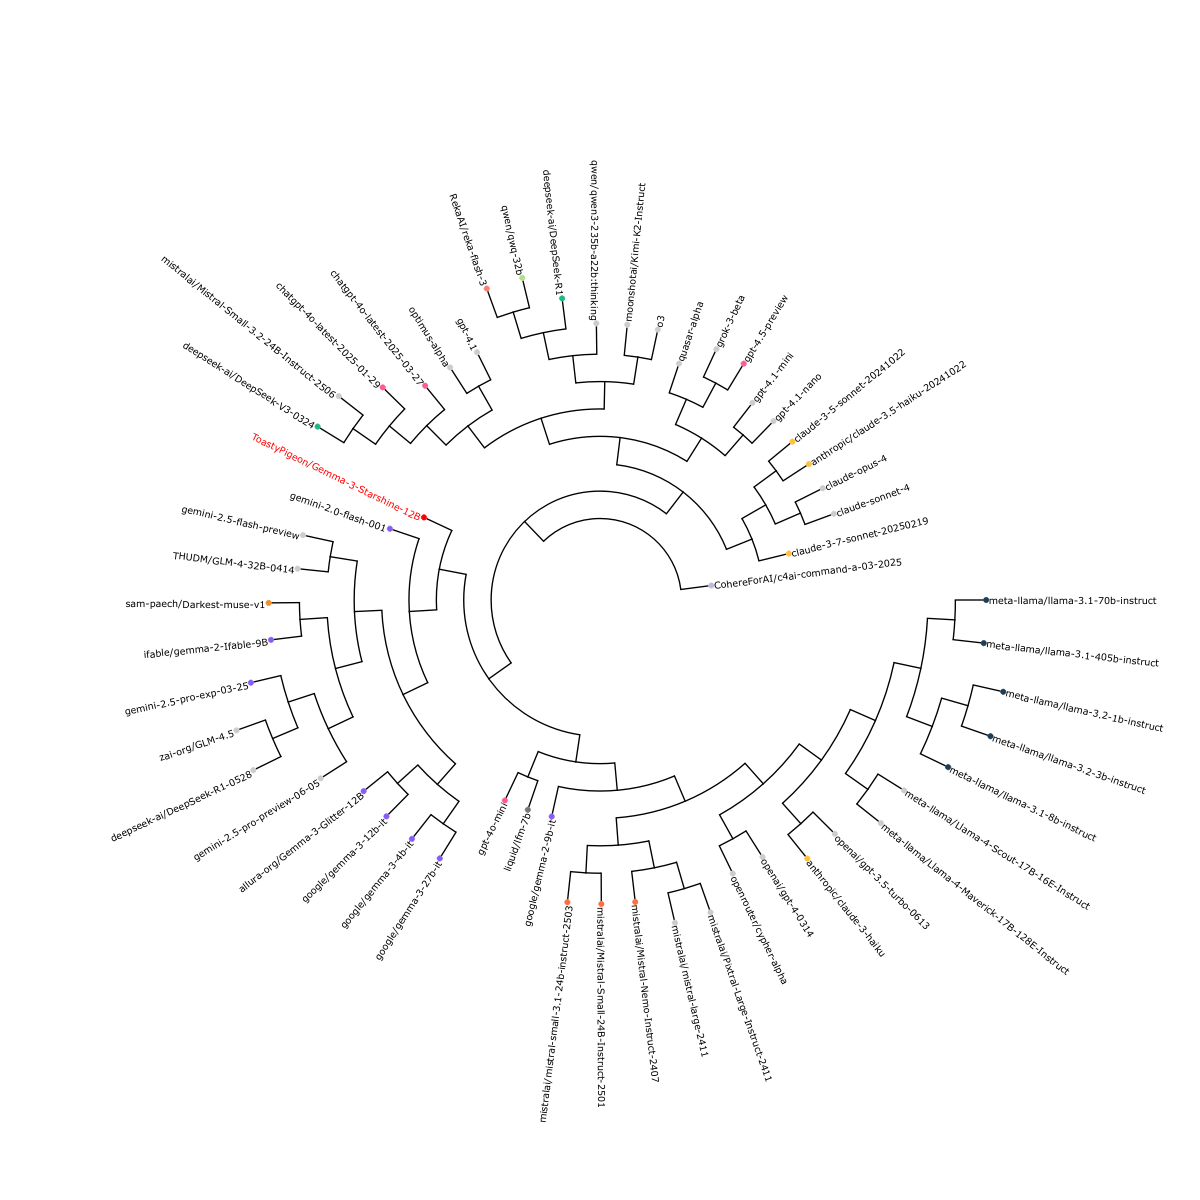 RekaAI/reka-flash-3
qwen/qwq-32b
deepseek-ai/DeepSeek-R1
qwen/qwen3-235b-a22b:thinking
moonshotai/Kimi-K2-Instruct
o3
quasar-alpha
grok-3-beta
gpt-4.5-preview
gpt-4.1-mini
gpt-4.1-nano
claude-3-5-sonnet-20241022
anthropic/claude-3.5-haiku-20241022
claude-opus-4
claude-sonnet-4
claude-3-7-sonnet-20250219
CohereForAI/c4ai-command-a-03-2025
meta-llama/llama-3.1-70b-instruct
meta-llama/llama-3.1-405b-instruct
meta-llama/llama-3.2-1b-instruct
meta-llama/llama-3.2-3b-instruct
meta-llama/llama-3.1-8b-instruct
meta-llama/Llama-4-Scout-17B-16E-Instruct
meta-llama/Llama-4-Maverick-17B-128E-Instruct
openai/gpt-3.5-turbo-0613
anthropic/claude-3-haiku
openai/gpt-4-0314
openrouter/cypher-alpha
mistralai/Pixtral-Large-Instruct-2411
mistralai/mistral-large-2411
mistralai/Mistral-Nemo-Instruct-2407
mistralai/Mistral-Small-24B-Instruct-2501
mistralai/mistral-small-3.1-24b-instruct-2503
google/gemma-2-9b-it
liquid/lfm-7b
gpt-4o-mini
google/gemma-3-27b-it
google/gemma-3-4b-it
google/gemma-3-12b-it
allura-org/Gemma-3-Glitter-12B
gemini-2.5-pro-preview-06-05
deepseek-ai/DeepSeek-R1-0528
zai-org/GLM-4.5
gemini-2.5-pro-exp-03-25
ifable/gemma-2-Ifable-9B
sam-paech/Darkest-muse-v1
THUDM/GLM-4-32B-0414
gemini-2.5-flash-preview
gemini-2.0-flash-001
ToastyPigeon/Gemma-3-Starshine-12B
deepseek-ai/DeepSeek-V3-0324
mistralai/Mistral-Small-3.2-24B-Instruct-2506
chatgpt-4o-latest-2025-01-29
chatgpt-4o-latest-2025-03-27
optimus-alpha
gpt-4.1